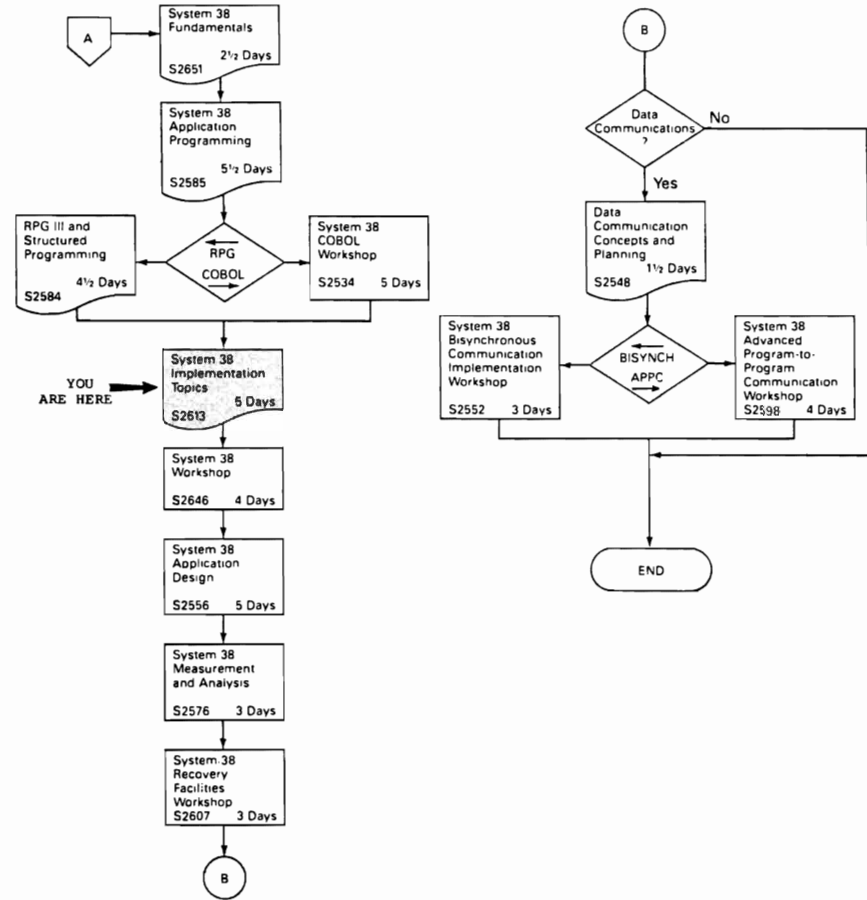 A
System 38
Fundamentals
2½ Days
S2651
System 38
Application
Programming
5½ Days
S2585
RPG III and
Structured
Programming
4½ Days
S2584
RPG
COBOL
System 38
COBOL
Workshop
S2534 5 Days
YOU
ARE HERE
System 38
Implementation
Topics
5 Days
S2613
System 38
Workshop
S2646 4 Days
System 38
Application
Design
S2556 5 Days
System 38
Measurement
and Analysis
S2576 3 Days
System 38
Recovery
Facilities
Workshop
S2607 3 Days
B
B
Data
Communications
?
No
Yes
Data
Communication
Concepts and
Planning
1½ Days
S2548
System 38
Bisynchronous
Communication
Implementation
Workshop
S2552 3 Days
BISYNCH
APPC
System 38
Advanced
Program-to-
Program
Communication
Workshop
S2598 4 Days
END